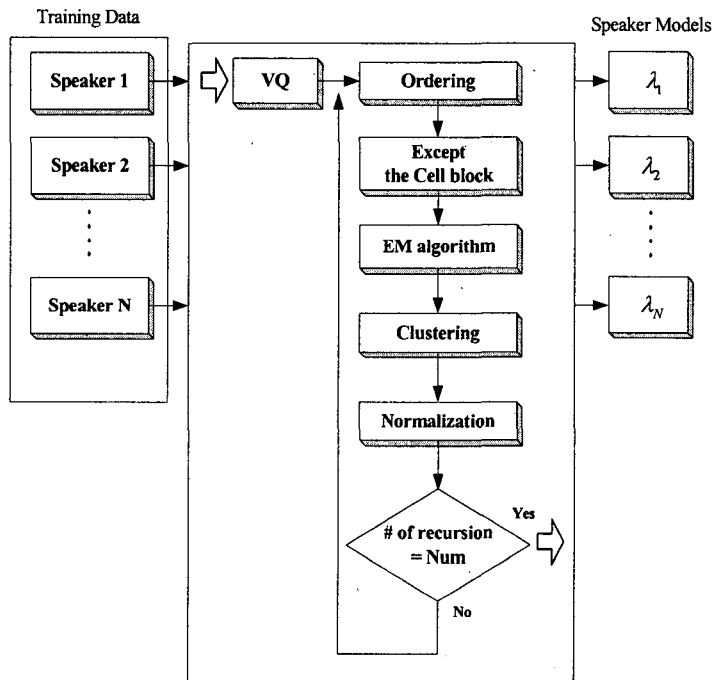 Training Data
Speaker Models
Speaker 1
VQ
Ordering
λ1
Speaker 2
Except
the Cell block
λ2
EM algorithm
Speaker N
λN
Clustering
Normalization
# of recursion
= Num
Yes
No